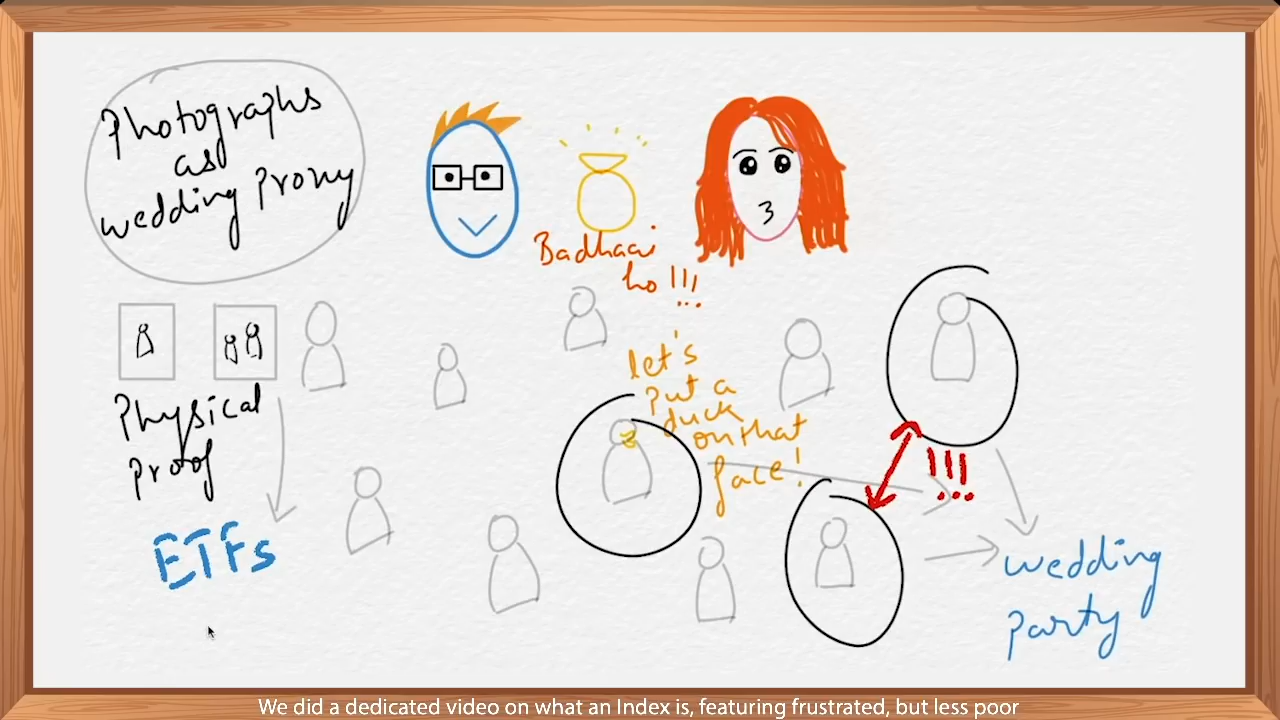 Photographs
as
wedding Proxy
Badhaai
ho !!!
let's
put a
duck
on that
face!
!!!
Physical
Proof
ETFs
wedding
party
We did a dedicated video on what an Index is, featuring frustrated, but less poor